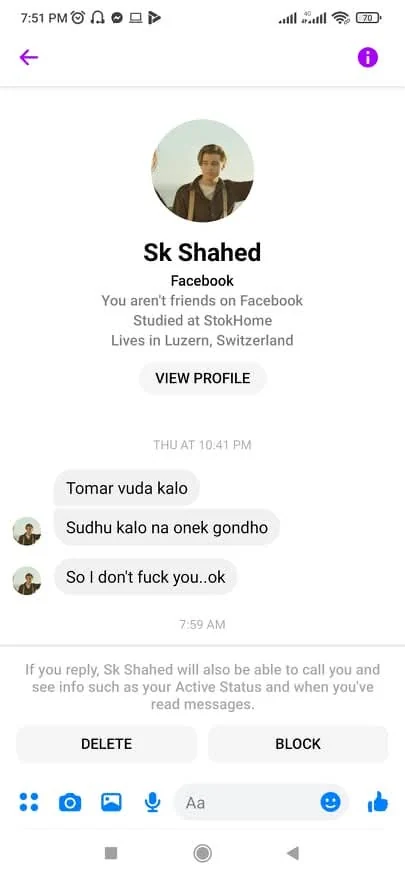 7:51 PM
4G
70
Sk Shahed
Facebook
You aren't friends on Facebook
Studied at StokHome
Lives in Luzern, Switzerland
VIEW PROFILE
THU AT 10:41 PM
Tomar vuda kalo
Sudhu kalo na onek gondho
So I don't fuck you..ok
7:59 AM
If you reply, Sk Shahed will also be able to call you and
see info such as your Active Status and when you've
read messages.
DELETE
BLOCK
Aa